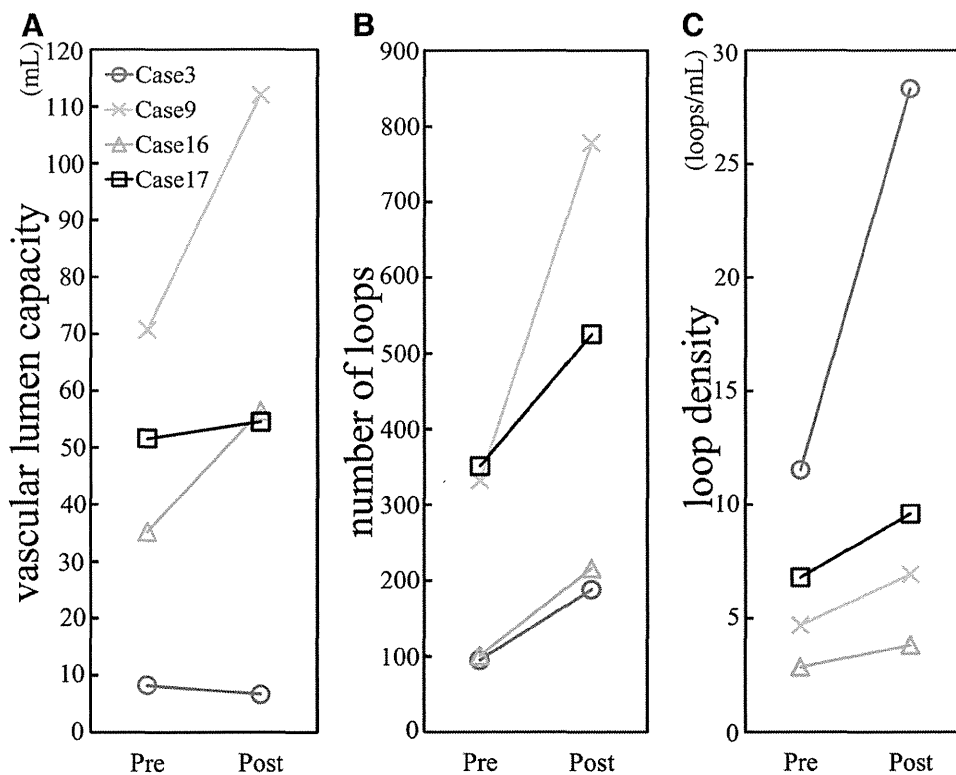 A
vascular lumen capacity
(mL)
120
110
100
90
80
70
60
50
40
30
20
10
0
Case3
Case9
Case16
Case17
Pre
Post
B
number of loops
900
800
700
600
500
400
300
200
100
0
Pre
Post
C
loop density
(loops/mL)
30
25
20
15
10
5
0
Pre
Post